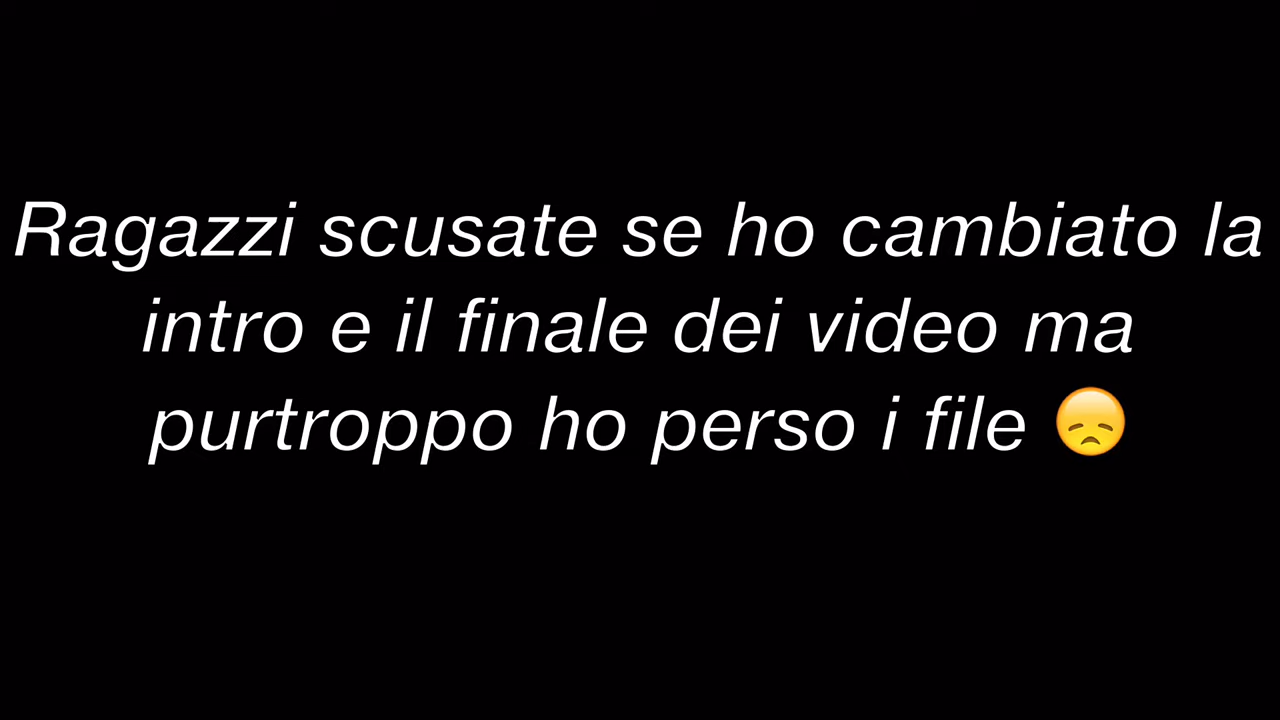 Ragazzi scusate se ho cambiato la
intro e il finale dei video ma
purtroppo ho perso i file 😞